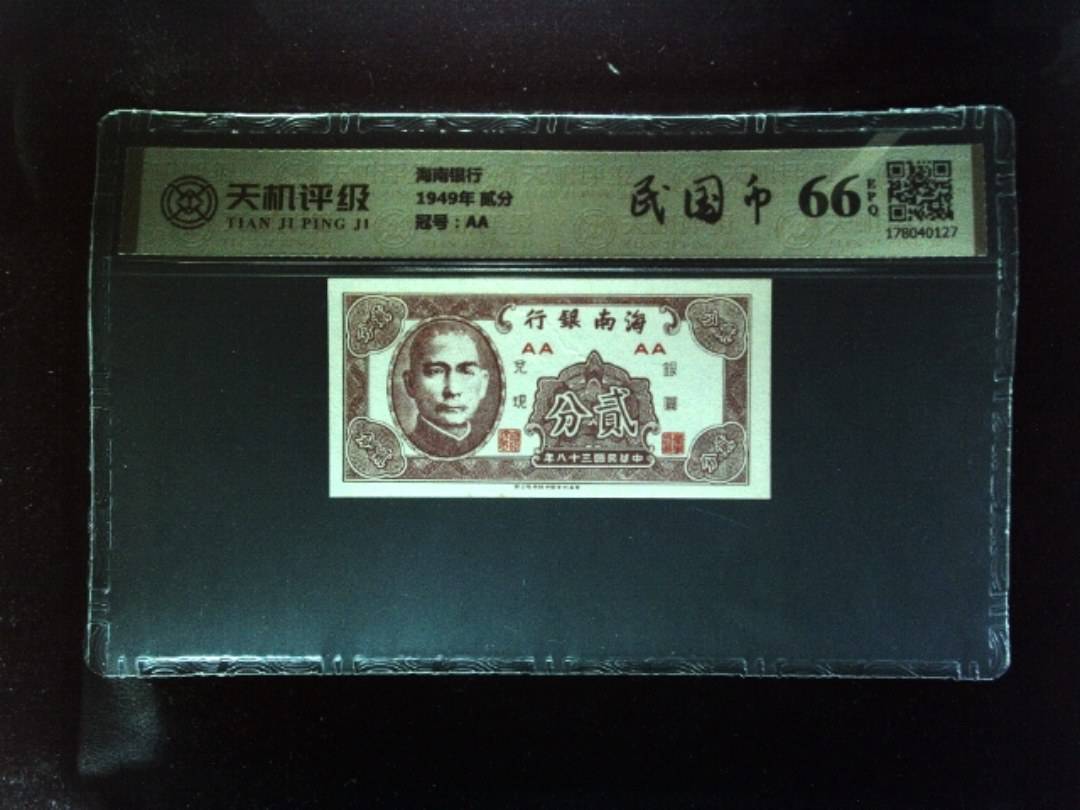 天机评级
TIAN JI PING JI
海南银行
1949年 贰分
冠号：AA
民国币
66
EPQ
178040127
行銀南海
AA AA
兌現
銀圓
分貳
年八十三國民華中